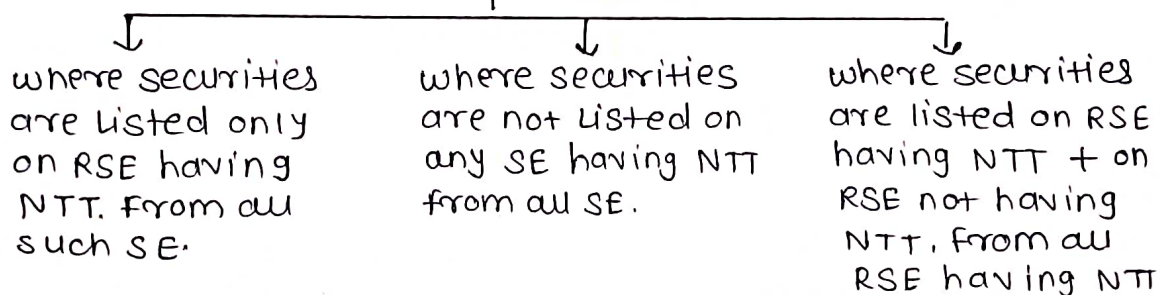 where securities
are listed only
on RSE having
NTT. From all
such SE.
where securities
are not listed on
any SE having NTT
from all SE.
where securities
are listed on RSE
having NTT + on
RSE not having
NTT, from all
RSE having NTT